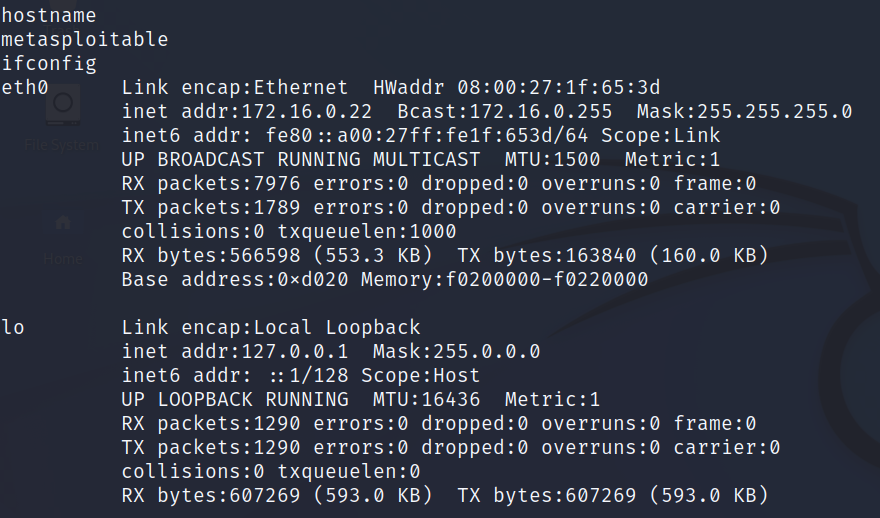 hostname
metasploitable
ifconfig
eth0      Link encap:Ethernet  HWaddr 08:00:27:1f:65:3d
          inet addr:172.16.0.22  Bcast:172.16.0.255  Mask:255.255.255.0
          inet6 addr: fe80::a00:27ff:fe1f:653d/64 Scope:Link
          UP BROADCAST RUNNING MULTICAST  MTU:1500  Metric:1
          RX packets:7976 errors:0 dropped:0 overruns:0 frame:0
          TX packets:1789 errors:0 dropped:0 overruns:0 carrier:0
          collisions:0 txqueuelen:1000
          RX bytes:566598 (553.3 KB)  TX bytes:163840 (160.0 KB)
          Base address:0×d020 Memory:f0200000-f0220000

lo        Link encap:Local Loopback
          inet addr:127.0.0.1  Mask:255.0.0.0
          inet6 addr: ::1/128 Scope:Host
          UP LOOPBACK RUNNING  MTU:16436  Metric:1
          RX packets:1290 errors:0 dropped:0 overruns:0 frame:0
          TX packets:1290 errors:0 dropped:0 overruns:0 carrier:0
          collisions:0 txqueuelen:0
          RX bytes:607269 (593.0 KB)  TX bytes:607269 (593.0 KB)
File System
Home